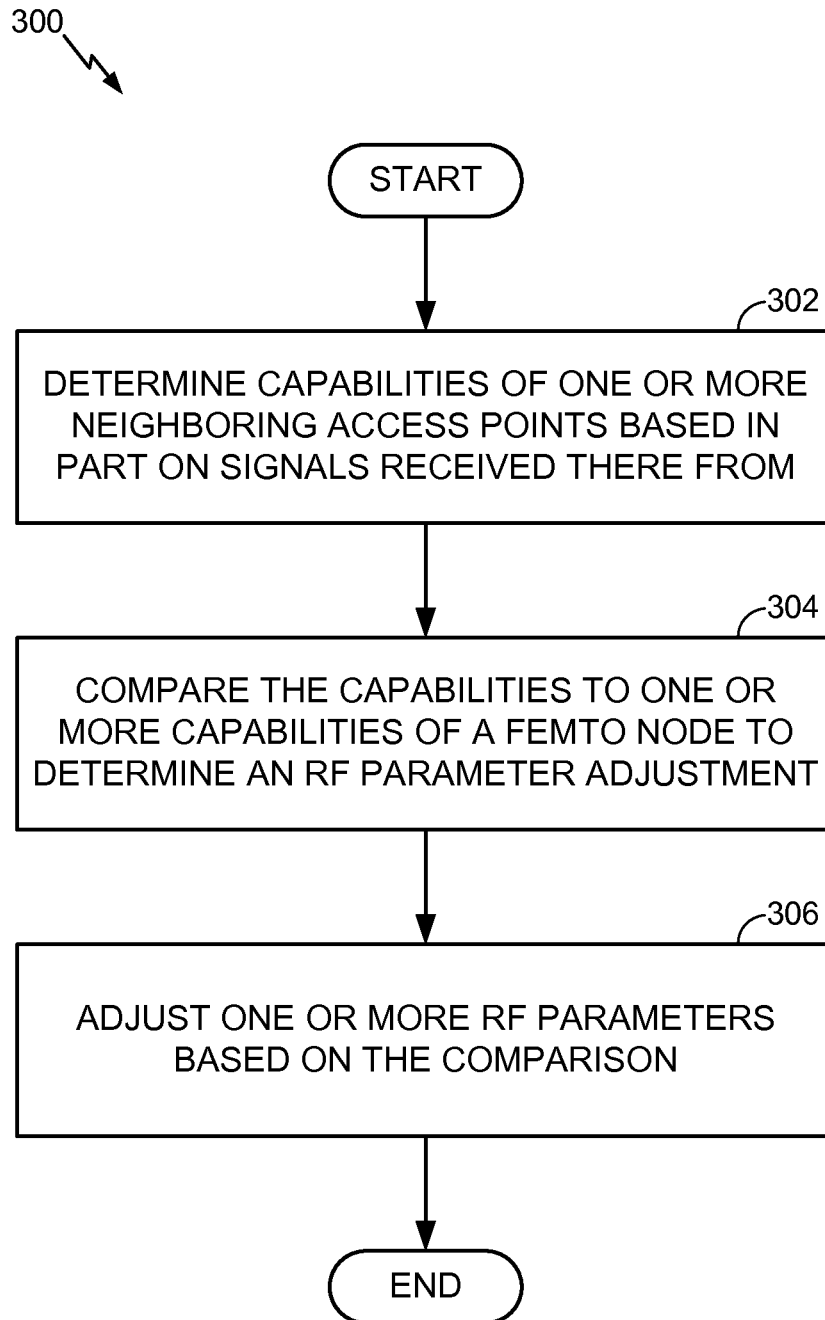 300
START
302
DETERMINE CAPABILITIES OF ONE OR MORE
NEIGHBORING ACCESS POINTS BASED IN
PART ON SIGNALS RECEIVED THERE FROM
304
COMPARE THE CAPABILITIES TO ONE OR
MORE CAPABILITIES OF A FEMTO NODE TO
DETERMINE AN RF PARAMETER ADJUSTMENT
306
ADJUST ONE OR MORE RF PARAMETERS
BASED ON THE COMPARISON
END